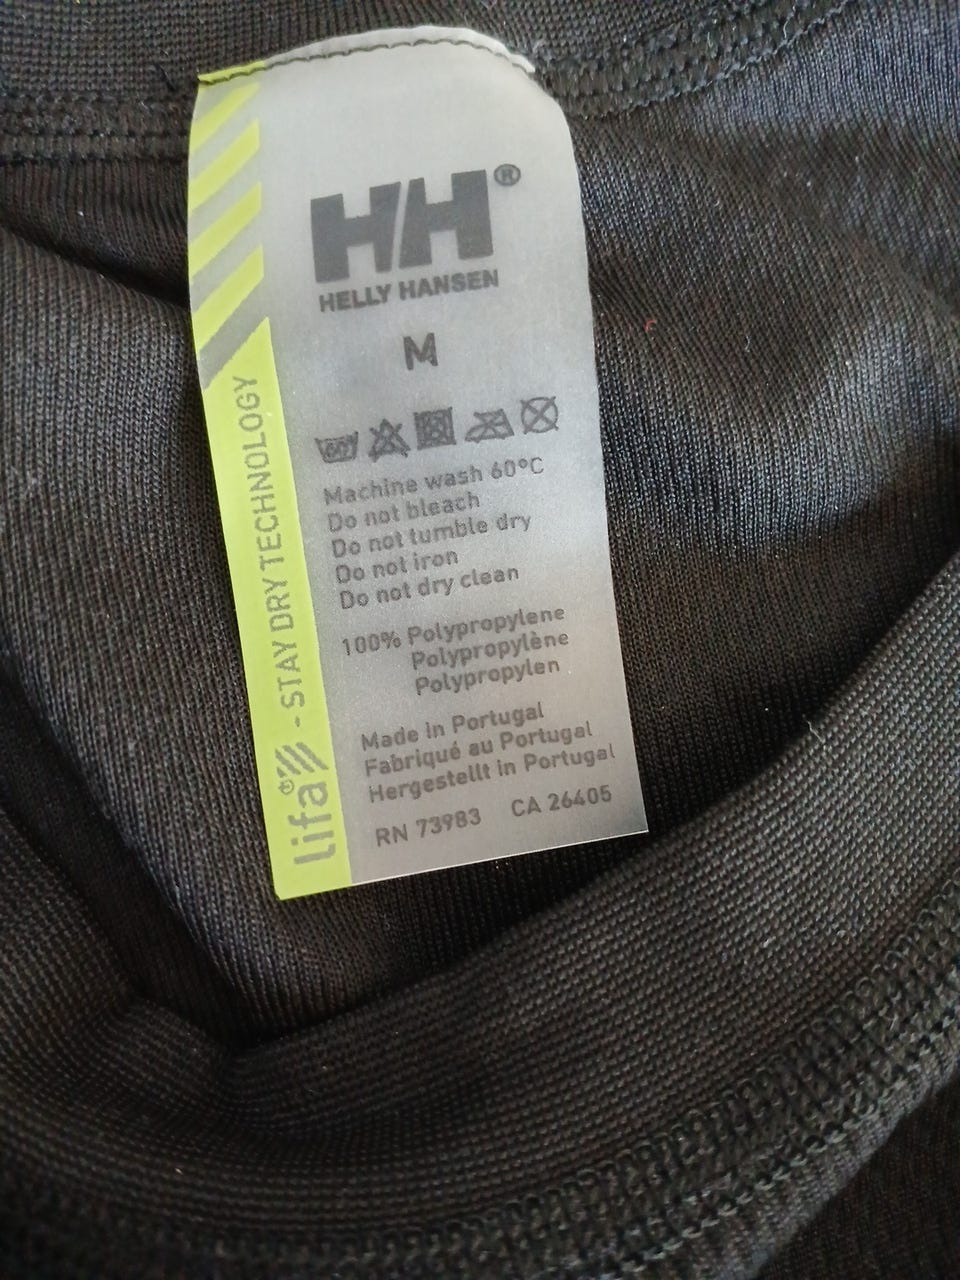 HH®
HELLY HANSEN
M
60
Machine wash 60°C
Do not bleach
Do not tumble dry
Do not iron
Do not dry clean
100% Polypropylene
Polypropylène
Polypropylen
Made in Portugal
Fabriqué au Portugal
Hergestellt in Portugal
RN 73983 CA 26405
Lifa® - STAY DRY TECHNOLOGY